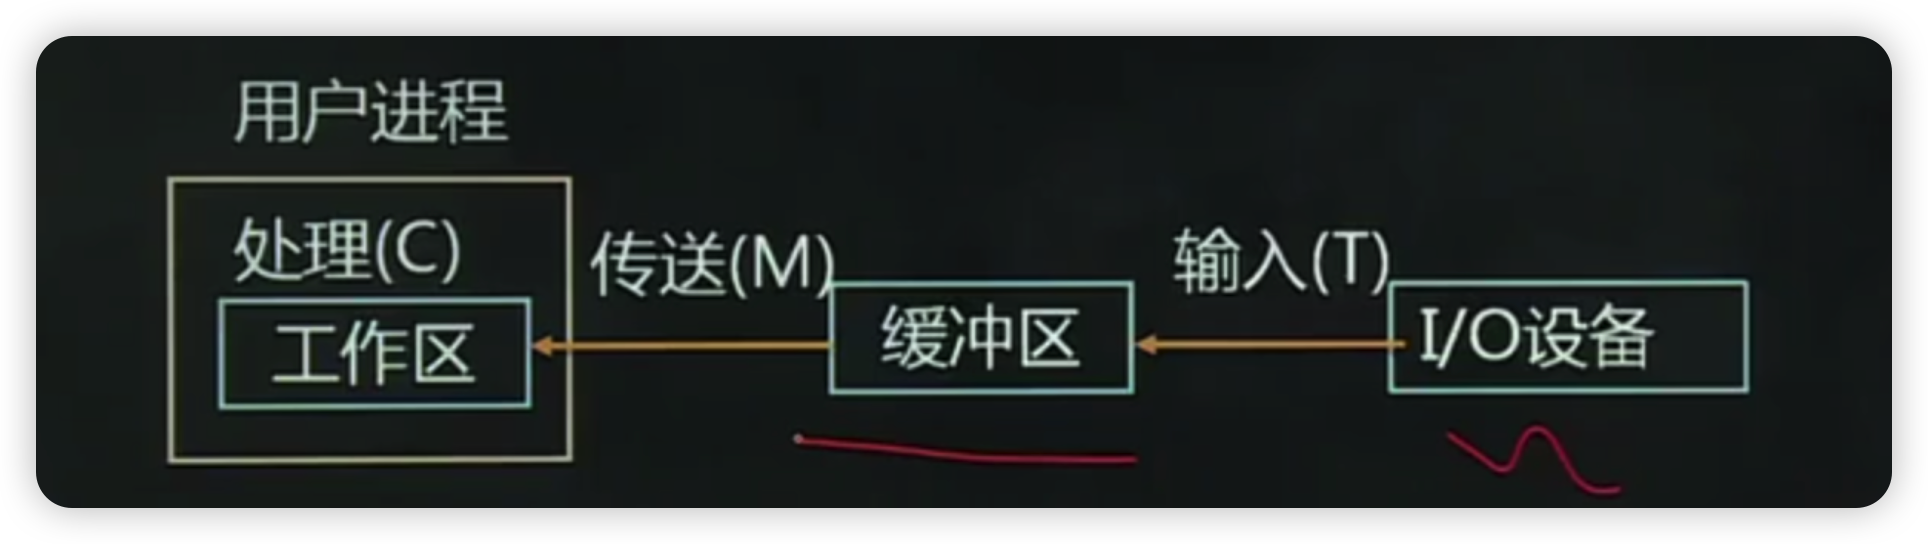 用户进程
处理(C)
传送(M)
输入(T)
工作区
缓冲区
I/O设备